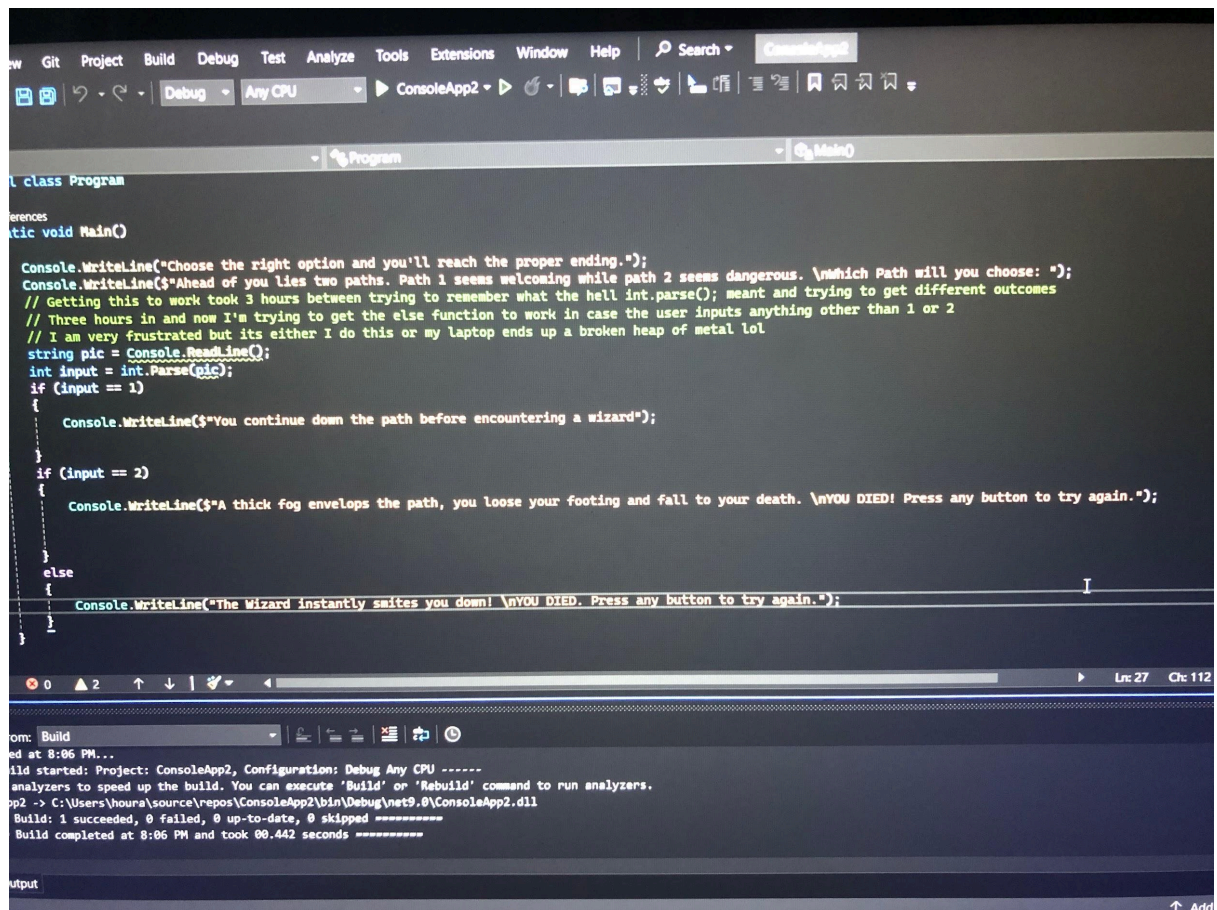 ew Git Project Build Debug Test Analyze Tools Extensions Window Help Search ConsoleApp2
Debug Any CPU ConsoleApp2
Program Main()
l class Program
ferences
tic void Main()
Console.WriteLine("Choose the right option and you'll reach the proper ending.");
Console.WriteLine($"Ahead of you lies two paths. Path 1 seems welcoming while path 2 seems dangerous. \nWhich Path will you choose: ");
// Getting this to work took 3 hours between trying to remember what the hell int.parse(); meant and trying to get different outcomes
// Three hours in and now I'm trying to get the else function to work in case the user inputs anything other than 1 or 2
// I am very frustrated but its either I do this or my laptop ends up a broken heap of metal lol
string pic = Console.ReadLine();
int input = int.Parse(pic);
if (input == 1)
{
Console.WriteLine($"You continue down the path before encountering a wizard");
}
if (input == 2)
{
Console.WriteLine($"A thick fog envelops the path, you loose your footing and fall to your death. \nYOU DIED! Press any button to try again.");
}
else
{
Console.WriteLine("The Wizard instantly smites you down! \nYOU DIED. Press any button to try again.");
}
}
0 2 Ln: 27 Ch: 112
rom: Build
ed at 8:06 PM...
ild started: Project: ConsoleApp2, Configuration: Debug Any CPU ------
analyzers to speed up the build. You can execute 'Build' or 'Rebuild' command to run analyzers.
pp2 -> C:\Users\houra\source\repos\ConsoleApp2\bin\Debug\net9.0\ConsoleApp2.dll
Build: 1 succeeded, 0 failed, 0 up-to-date, 0 skipped ==========
Build completed at 8:06 PM and took 00.442 seconds ==========
utput
Add